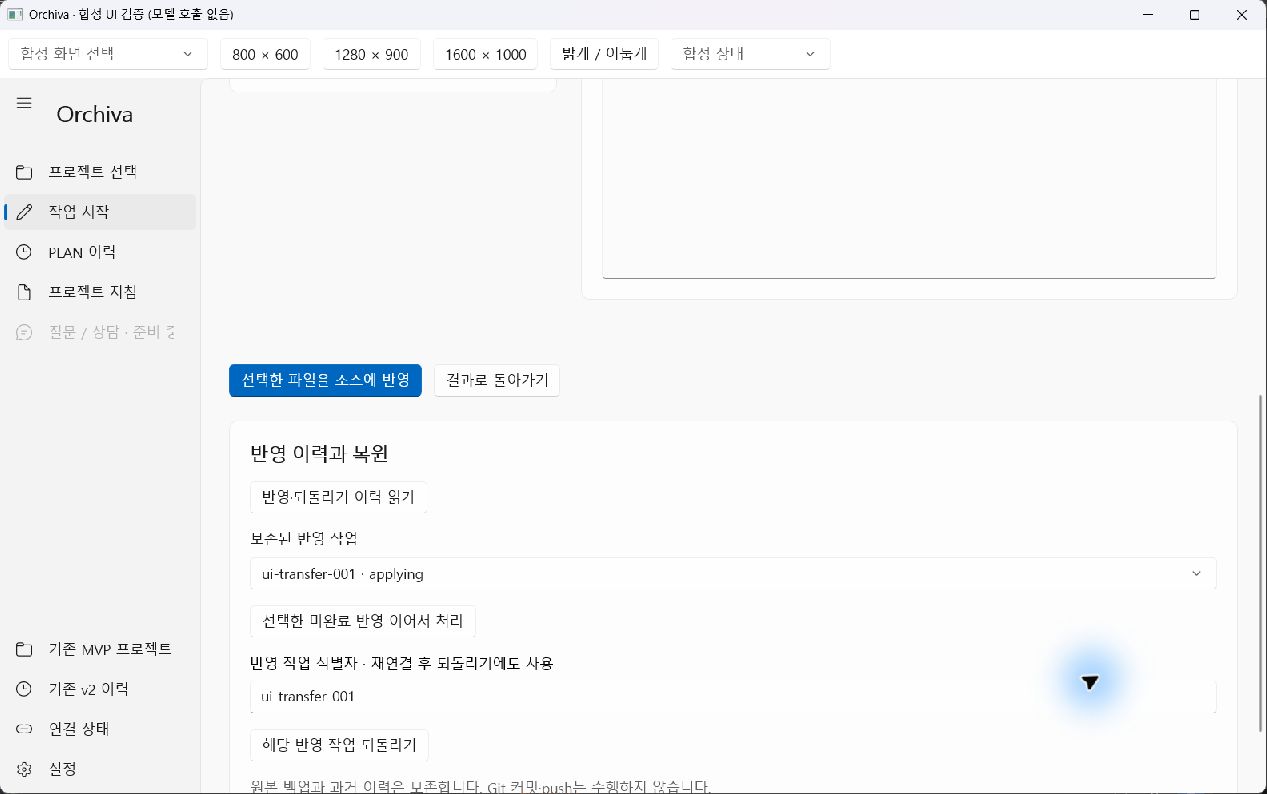 Orchiva · 합성 UI 검증 (모델 호출 없음)
합성 화면 선택
800 × 600
1280 × 900
1600 × 1000
밝게 / 어둡게
합성 상태
Orchiva
프로젝트 선택
작업 시작
PLAN 이력
프로젝트 지침
질문 / 상담 · 준비 중
기존 MVP 프로젝트
기존 v2 이력
연결 상태
설정
선택한 파일을 소스에 반영
결과로 돌아가기
반영 이력과 복원
반영·되돌리기 이력 읽기
보존된 반영 작업
ui-transfer-001 · applying
선택한 미완료 반영 이어서 처리
반영 작업 식별자 · 재연결 후 되돌리기에도 사용
ui-transfer-001
해당 반영 작업 되돌리기
원본 백업과 과거 이력은 보존합니다. Git 커밋·push는 수행하지 않습니다.